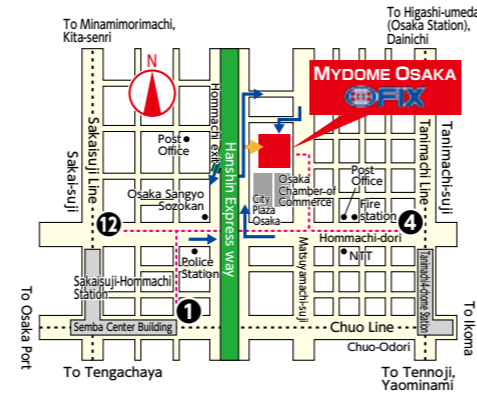 To Minamimorimachi,
Kita-senri
To Higashi-umeda
(Osaka Station),
Dainichi
N
MYDOME OSAKA
FIX
Hommachi exit
Sakaisuji Line
Sakai-suji
Hanshin Express way
Tanimachi Line
Tanimachi-suji
Post
Office
Osaka Sangyo
Sozokan
Osaka
Chamber of
Commerce
City
Plaza
Osaka
Post
Office
Fire
station
12
4
Matsuyamachi-suji
Hommachi-dori
NTT
Police
Station
Sakaisuji-Hommachi
Station
Tanimachi4-chome Station
1
Semba Center Building
Chuo Line
Chuo-Odori
To Osaka Port
To Ikoma
To Tengachaya
To Tennoji,
Yaominami